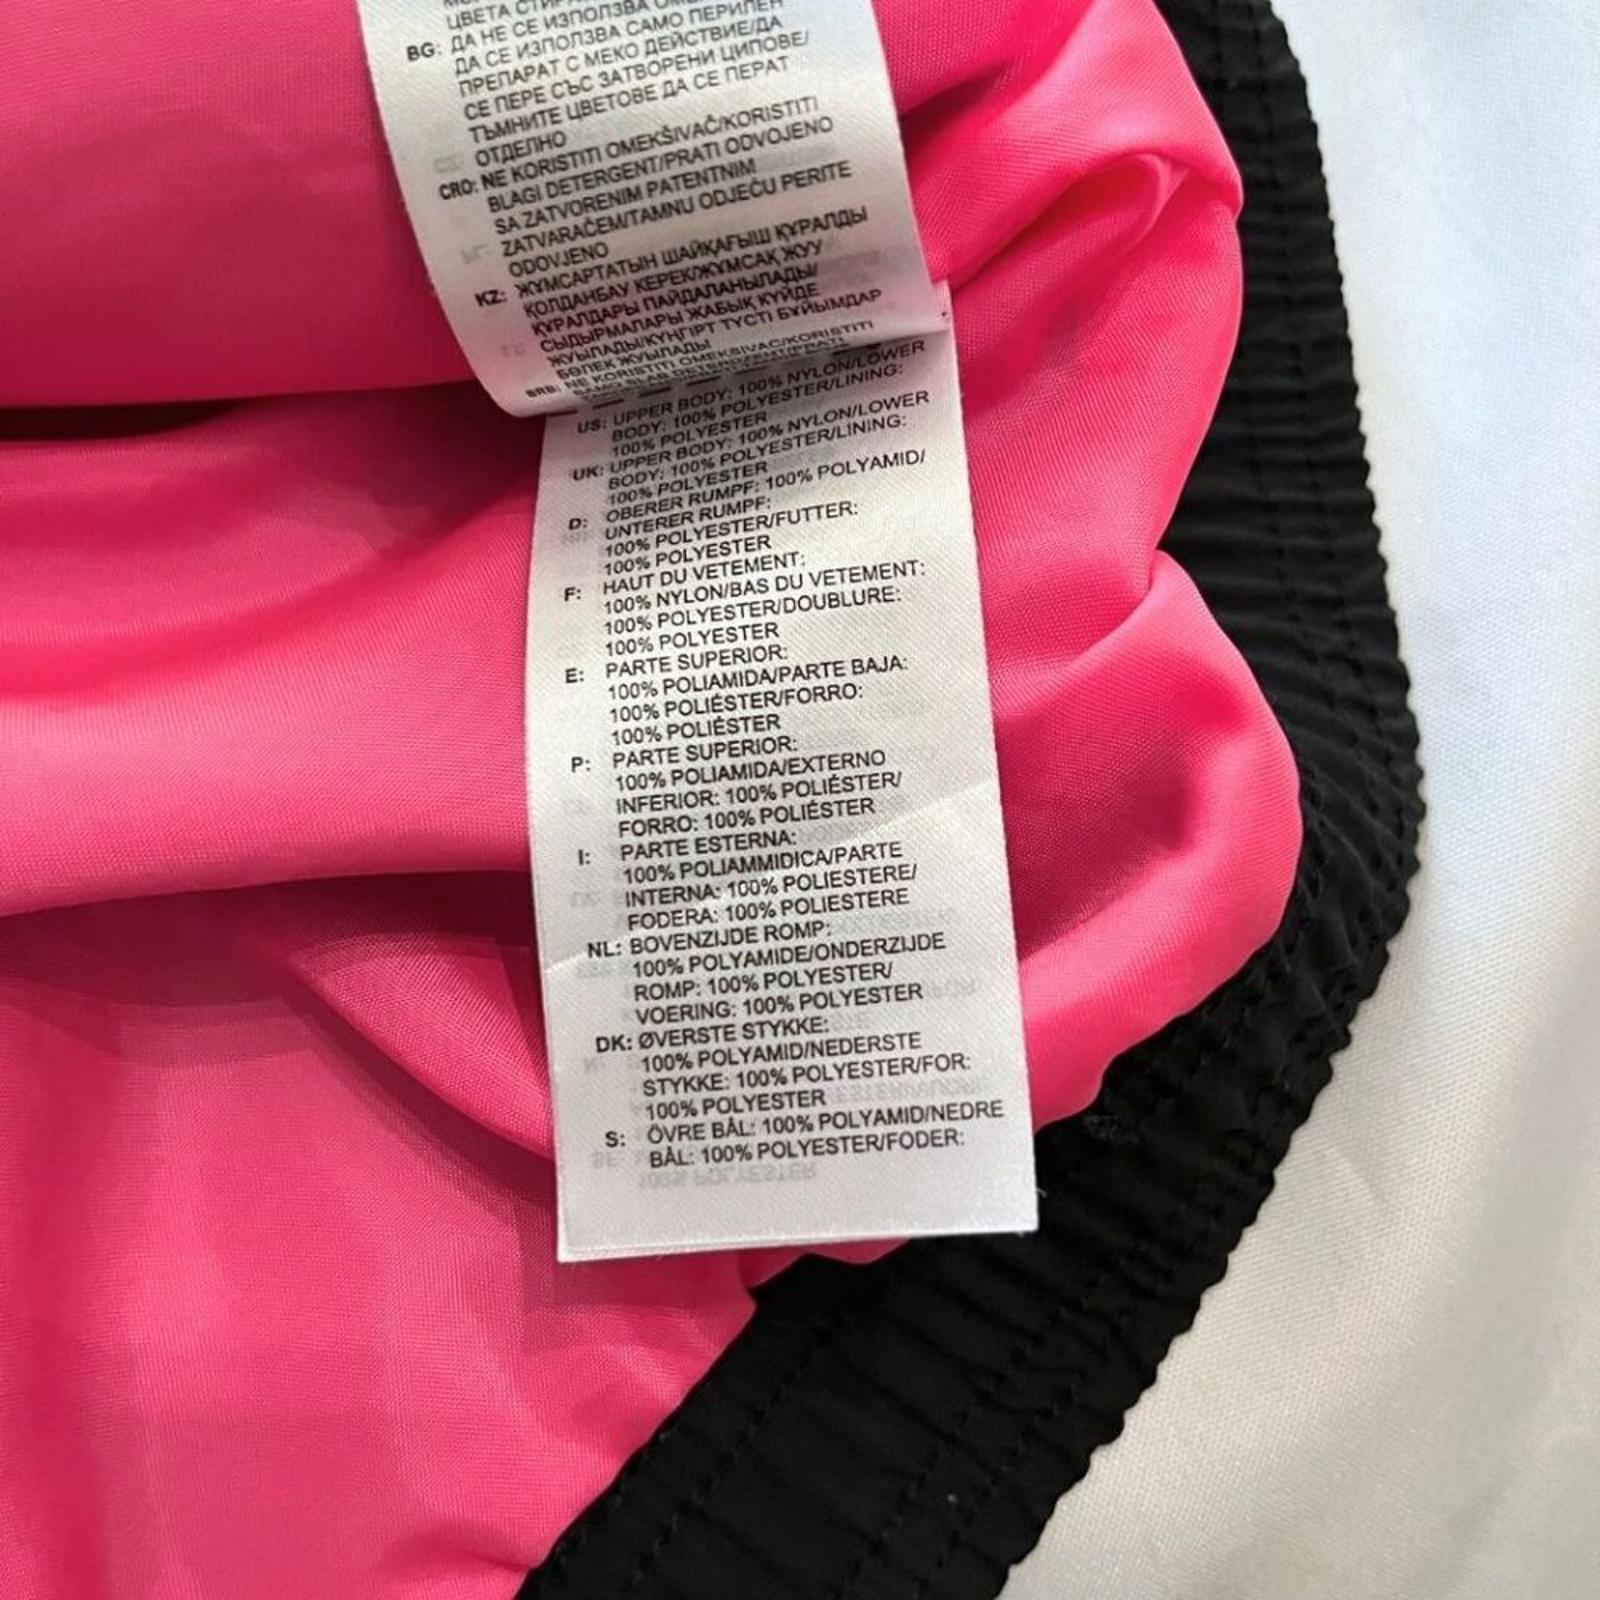 ЦВЕТА
BG: ДА НЕ СЕ ИЗПОЛЗВА
ДА СЕ ИЗПОЛЗВА САМО ПЕРИЛЕН
ПРЕПАРАТ С МЕКО ДЕЙСТВИЕ/ДА
СЕ ПЕРЕ СЪС ЗАТВОРЕНИ ЦИПОВЕ/
ТЪМНИТЕ ЦВЕТОВЕ ДА СЕ ПЕРАТ
ОТДЕЛНО
CRO: NE KORISTITI OMEKŠIVAČ/KORISTITI
BLAGI DETERGENT/PRATI ODVOJENO
SA ZATVORENIM PATENTNIM
ZATVARAČEM/TAMNU ODJEĆU PERITE
ODOVJENO
KZ: ЖҰМСАРТАТЫН ШАЙҚАҒЫШ ҚҰРАЛДЫ
ҚОЛДАНБАУ КЕРЕК/ЖҰМСАҚ ЖУУ
ҚҰРАЛДАРЫ ПАЙДАЛАНЫЛАДЫ/
СЫДЫРМАЛАРЫ ЖАБЫҚ КҮЙДЕ
ЖУЫЛАДЫ/КҮҢГІРТ ТҮСТІ БҰЙЫМДАР
БӨЛЕК ЖУЫЛАДЫ
SRB: NE KORISTITI OMEKSIVAC/KORISTITI
SAMO SLAB DETERDZENT/PRATI
US: UPPER BODY: 100% NYLON/LOWER
BODY: 100% POLYESTER/LINING:
100% POLYESTER
UK: UPPER BODY: 100% NYLON/LOWER
BODY: 100% POLYESTER/LINING:
100% POLYESTER
D: OBERER RUMPF: 100% POLYAMID/
UNTERER RUMPF:
100% POLYESTER/FUTTER:
100% POLYESTER
F: HAUT DU VETEMENT:
100% NYLON/BAS DU VETEMENT:
100% POLYESTER/DOUBLURE:
100% POLYESTER
E: PARTE SUPERIOR:
100% POLIAMIDA/PARTE BAJA:
100% POLIÉSTER/FORRO:
100% POLIÉSTER
P: PARTE SUPERIOR:
100% POLIAMIDA/EXTERNO
INFERIOR: 100% POLIÉSTER/
FORRO: 100% POLIÉSTER
I: PARTE ESTERNA:
100% POLIAMMIDICA/PARTE
INTERNA: 100% POLIESTERE/
FODERA: 100% POLIESTERE
NL: BOVENZIJDE ROMP:
100% POLYAMIDE/ONDERZIJDE
ROMP: 100% POLYESTER/
VOERING: 100% POLYESTER
DK: ØVERSTE STYKKE:
100% POLYAMID/NEDERSTE
STYKKE: 100% POLYESTER/FOR:
100% POLYESTER
S: ÖVRE BÅL: 100% POLYAMID/NEDRE
BÅL: 100% POLYESTER/FODER: